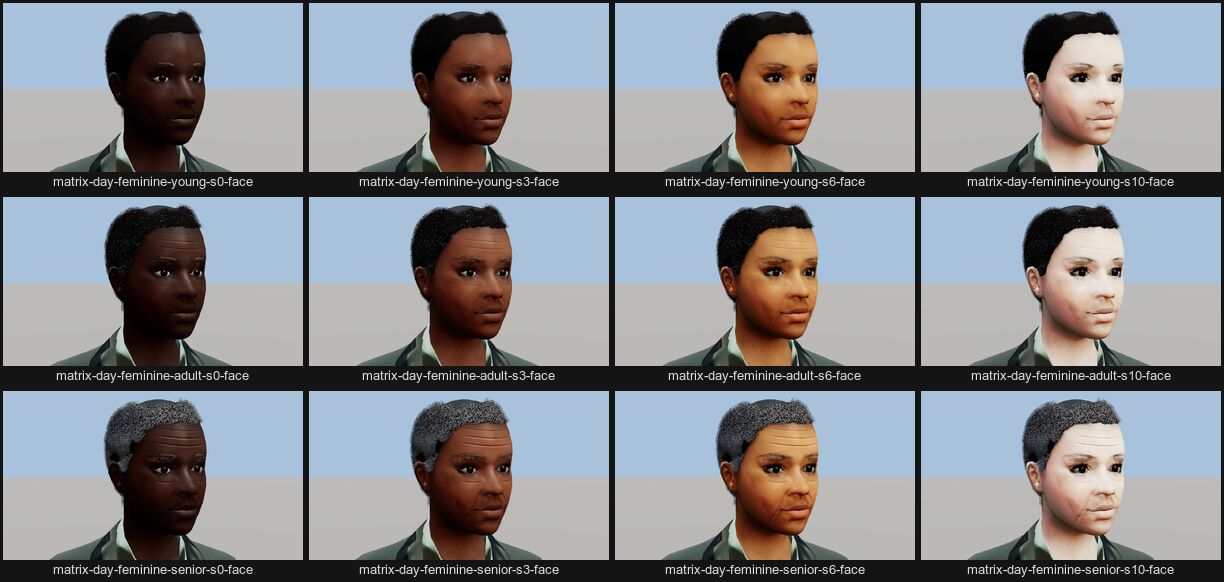 matrix-day-feminine-young-s0-face
matrix-day-feminine-young-s3-face
matrix-day-feminine-young-s6-face
matrix-day-feminine-young-s10-face
matrix-day-feminine-adult-s0-face
matrix-day-feminine-adult-s3-face
matrix-day-feminine-adult-s6-face
matrix-day-feminine-adult-s10-face
matrix-day-feminine-senior-s0-face
matrix-day-feminine-senior-s3-face
matrix-day-feminine-senior-s6-face
matrix-day-feminine-senior-s10-face